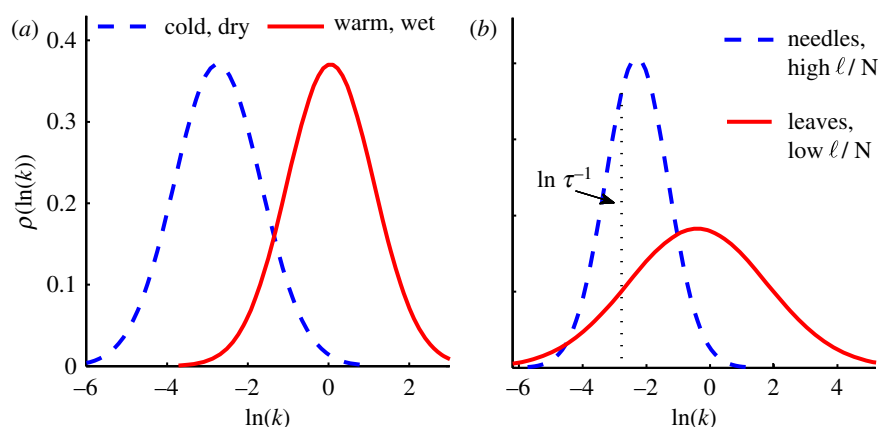 (a)
cold, dry
warm, wet
0.4
0.3
0.2
0.1
0
ρ(ln(k))
–6
–4
–2
0
2
ln(k)
(b)
needles,
high ℓ / N
leaves,
low ℓ / N
ln τ⁻¹
–6
–4
–2
0
2
4
ln(k)